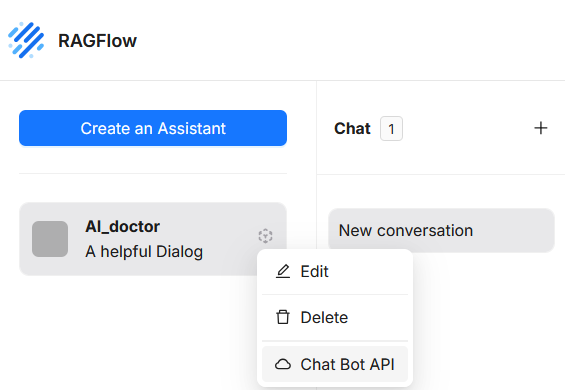 RAGFlow
Create an Assistant
Chat 1
AI_doctor
A helpful Dialog
New conversation
Edit
Delete
Chat Bot API